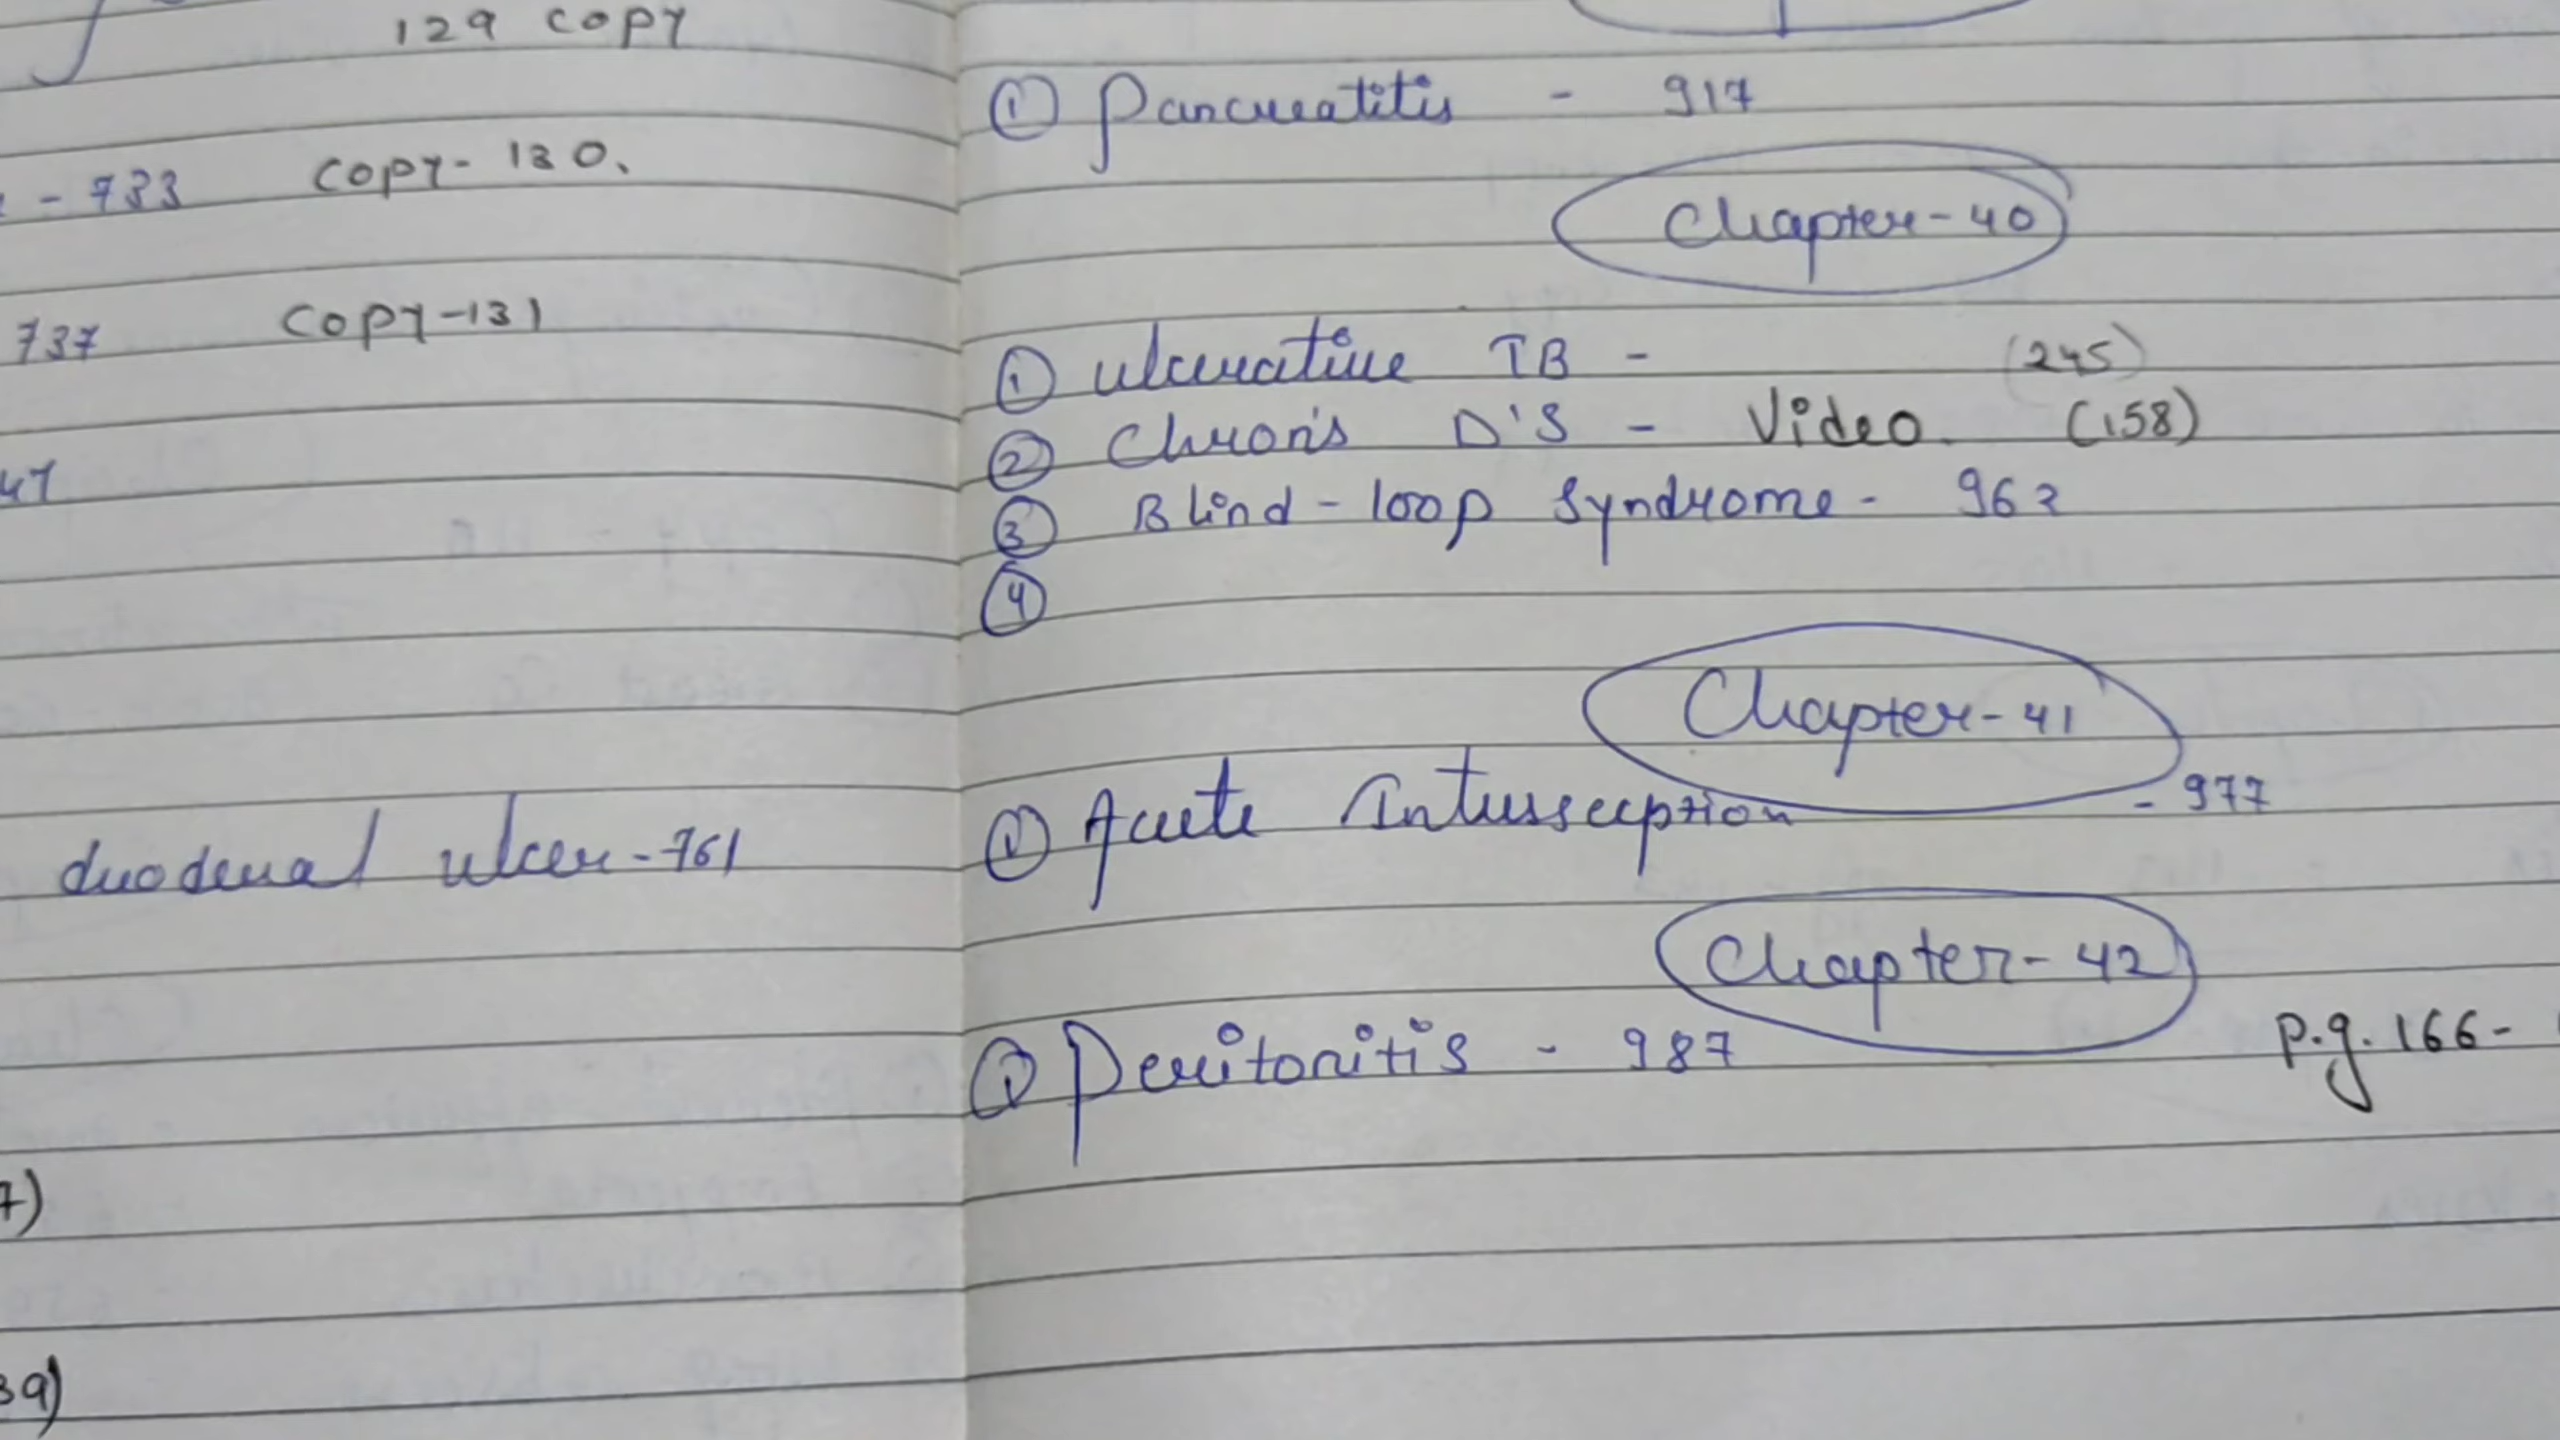 129 copy
- 733 copy- 130.
737 copy-131
47
duodenal ulcer-761
7)
39)
① Pancreatitis - 917
Chapter-40
① ulcerative TB - (245)
② Chron's D'S - Video (158)
③ Blind-loop Syndrome- 962
④
Chapter-41
① Acute Intussception - 977
Chapter-42
① Peritonitis - 987 P.g. 166-